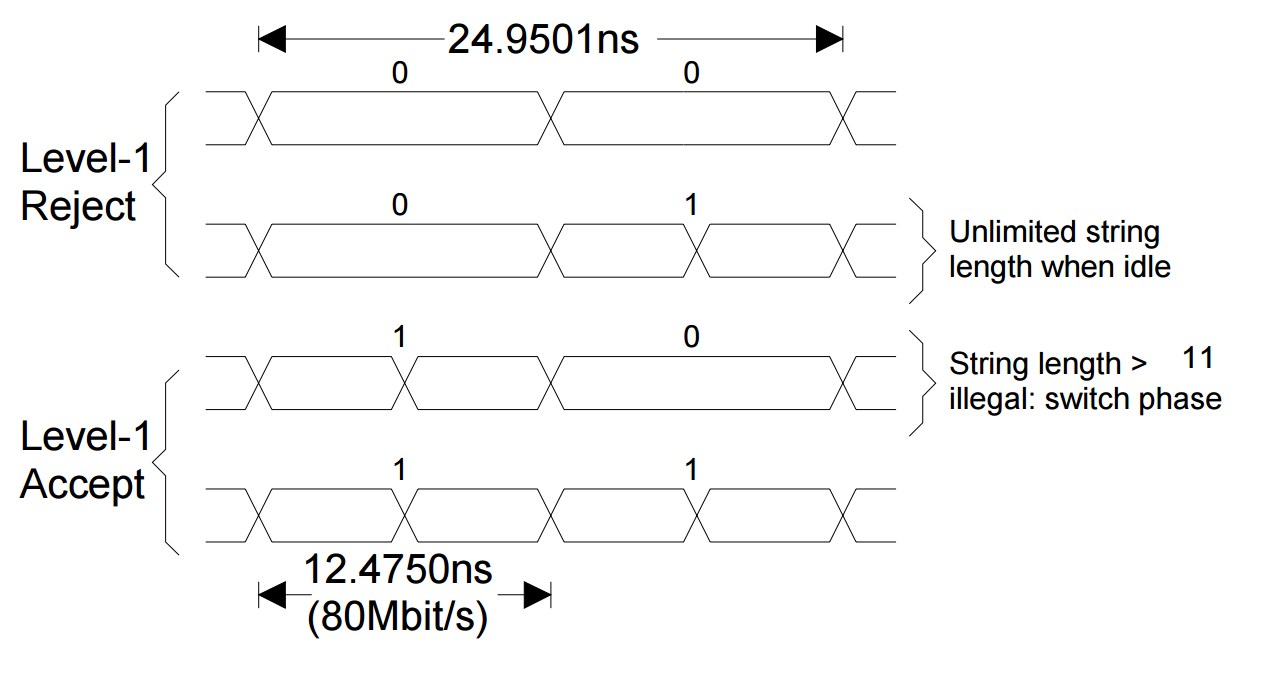 24.9501ns
0 0
Level-1
Reject
0 1
Unlimited string
length when idle
1 0
String length > 11
illegal: switch phase
Level-1
Accept
1 1
12.4750ns
(80Mbit/s)